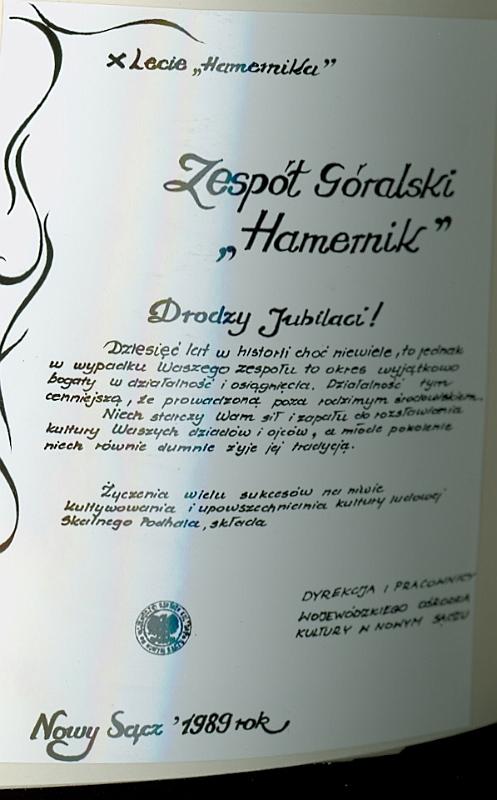 X Lecie „Hamernika”
Zespół Góralski
„Hamernik”
Drodzy Jubilaci!
Dziesięć lat w historii choć niewiele, to jednak
w wypadku Waszego zespołu to okres wyjątkowo
bogaty w działalność i osiągnięcia. Działalność tym
cenniejszą, że prowadzoną poza rodzimym środowiskiem.
Niech starczy Wam sił i zapału do rozsławiania
kultury Waszych dziadów i ojców, a młode pokolenie
niech równie dumnie żyje jej tradycją.
Życzenia wielu sukcesów na niwie
kultywowania i upowszechniania kultury ludowej
Skalnego Podhala, składa
DYREKCJA I PRACOWNICY
WOJEWÓDZKIEGO OŚRODKA
KULTURY W NOWYM SĄCZU
Nowy Sącz '1989 rok